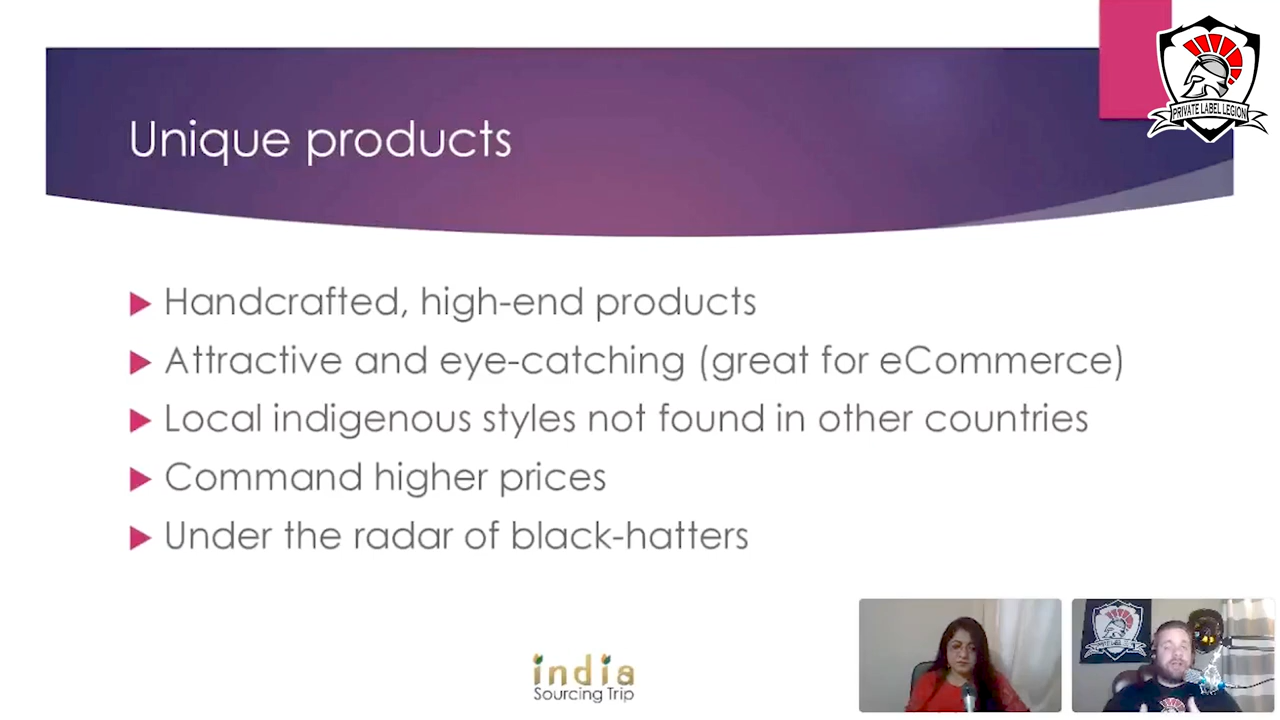 PRIVATE LABEL LEGION
Unique products
Handcrafted, high-end products
Attractive and eye-catching (great for eCommerce)
Local indigenous styles not found in other countries
Command higher prices
Under the radar of black-hatters
india
Sourcing Trip